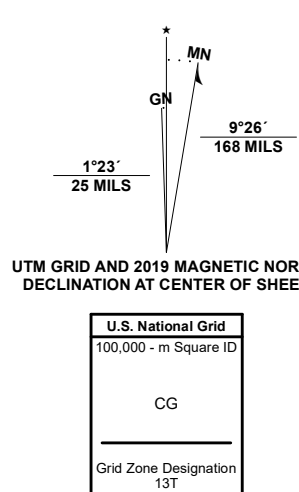 MN
GN
9°26´
168 MILS
1°23´
25 MILS
UTM GRID AND 2019 MAGNETIC NOR
DECLINATION AT CENTER OF SHEE
U.S. National Grid
100,000 - m Square ID
CG
Grid Zone Designation
13T